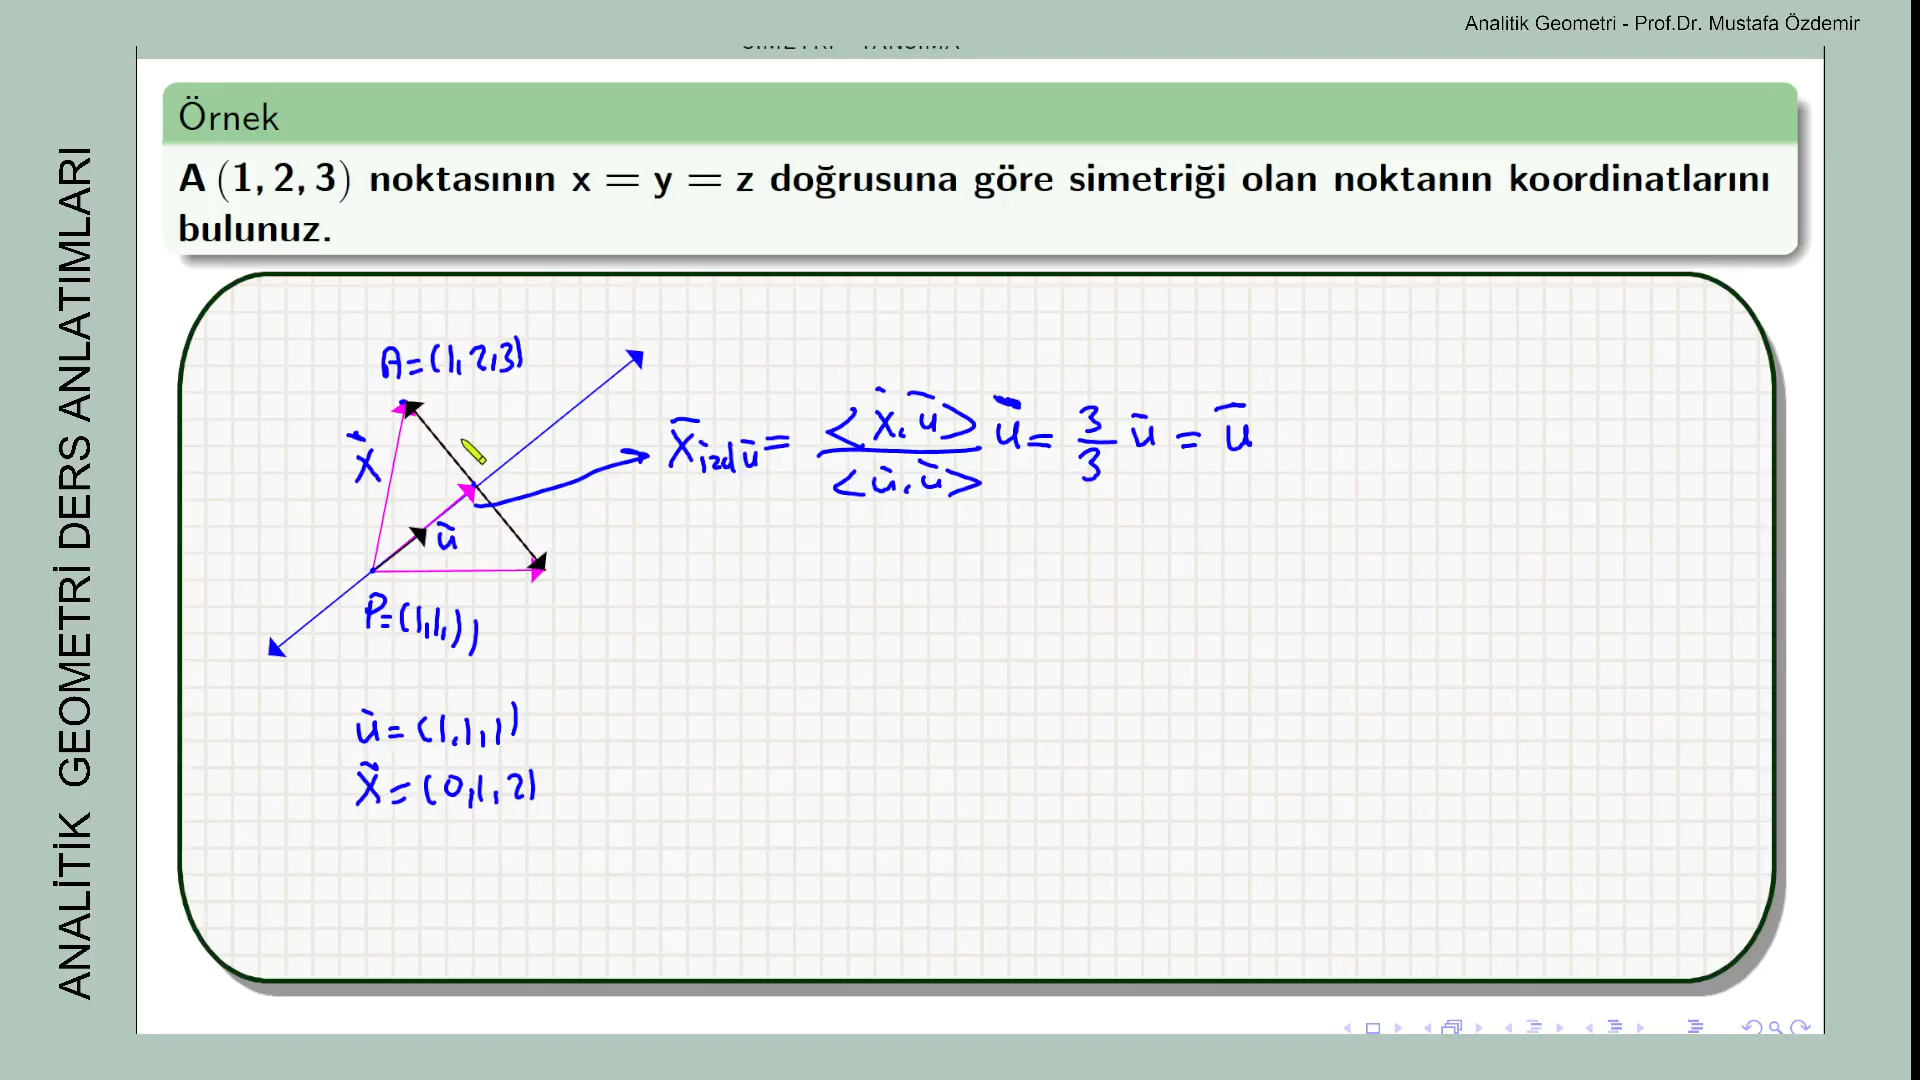 Analitik Geometri - Prof.Dr. Mustafa Özdemir
ANALİTİK GEOMETRİ DERS ANLATIMLARI
Örnek
A (1, 2, 3) noktasının x = y = z doğrusuna göre simetriği olan noktanın koordinatlarını
bulunuz.
A=(1,2,3)
x⃗
u⃗
P=(1,1,1)
x⃗ izd u⃗ = <x⃗,u⃗> / <u⃗,u⃗> u⃗ = 3/3 u⃗ = u⃗
u⃗ = (1,1,1)
x⃗ = (0,1,2)